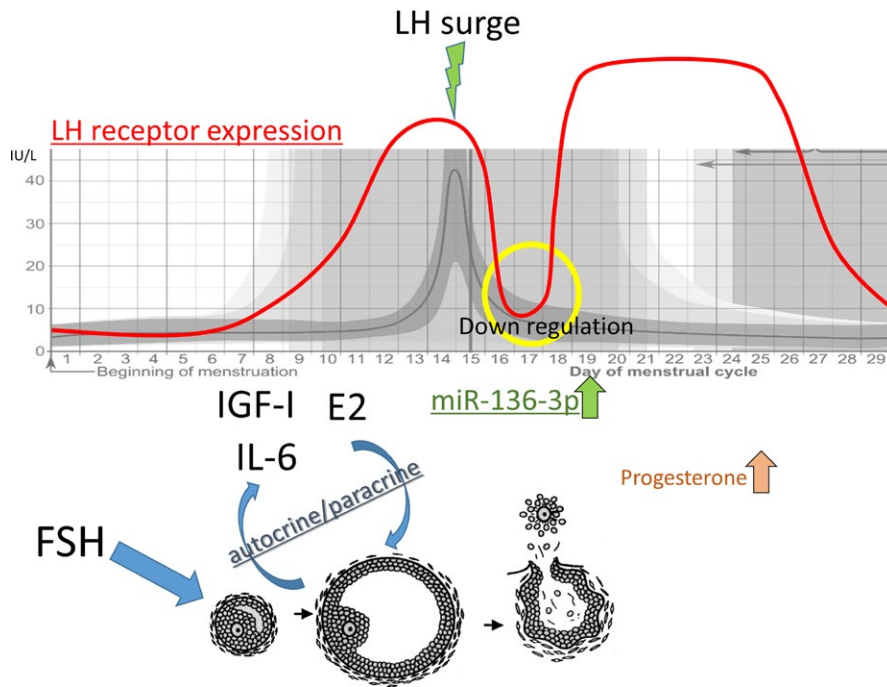 LH surge
LH receptor expression
IU/L
40
30
20
10
0
Down regulation
1 2 3 4 5 6 7 8 9 10 11 12 13 14 15 16 17 18 19 20 21 22 23 24 25 26 27 28 29
Beginning of menstruation
Day of menstrual cycle
IGF-I E2
miR-136-3p
IL-6
Progesterone
autocrine/paracrine
FSH